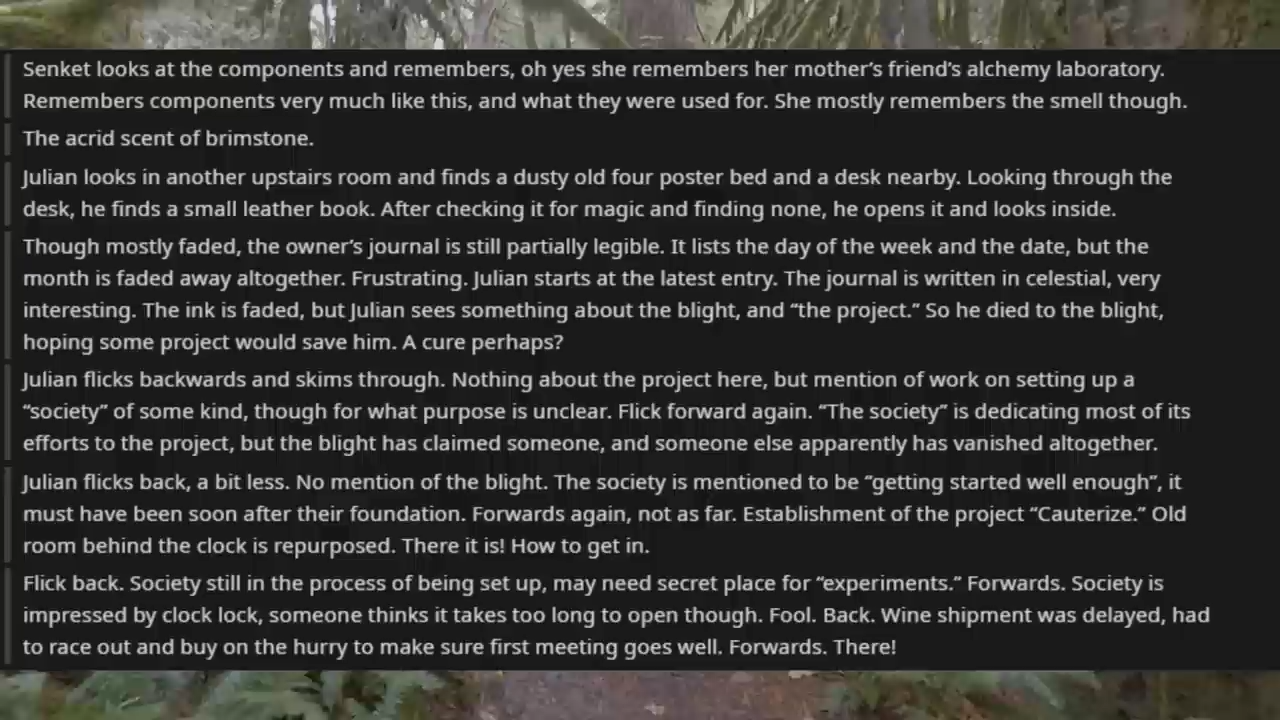 Senket looks at the components and remembers, oh yes she remembers her mother’s friend’s alchemy laboratory.
Remembers components very much like this, and what they were used for. She mostly remembers the smell though.
The acrid scent of brimstone.
Julian looks in another upstairs room and finds a dusty old four poster bed and a desk nearby. Looking through the
desk, he finds a small leather book. After checking it for magic and finding none, he opens it and looks inside.
Though mostly faded, the owner’s journal is still partially legible. It lists the day of the week and the date, but the
month is faded away altogether. Frustrating. Julian starts at the latest entry. The journal is written in celestial, very
interesting. The ink is faded, but Julian sees something about the blight, and “the project.” So he died to the blight,
hoping some project would save him. A cure perhaps?
Julian flicks backwards and skims through. Nothing about the project here, but mention of work on setting up a
“society” of some kind, though for what purpose is unclear. Flick forward again. “The society” is dedicating most of its
efforts to the project, but the blight has claimed someone, and someone else apparently has vanished altogether.
Julian flicks back, a bit less. No mention of the blight. The society is mentioned to be “getting started well enough”, it
must have been soon after their foundation. Forwards again, not as far. Establishment of the project “Cauterize.” Old
room behind the clock is repurposed. There it is! How to get in.
Flick back. Society still in the process of being set up, may need secret place for “experiments.” Forwards. Society is
impressed by clock lock, someone thinks it takes too long to open though. Fool. Back. Wine shipment was delayed, had
to race out and buy on the hurry to make sure first meeting goes well. Forwards. There!